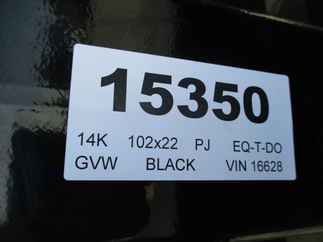 15350
14K 102x22 PJ EQ-T-DO
GVW BLACK VIN 16628